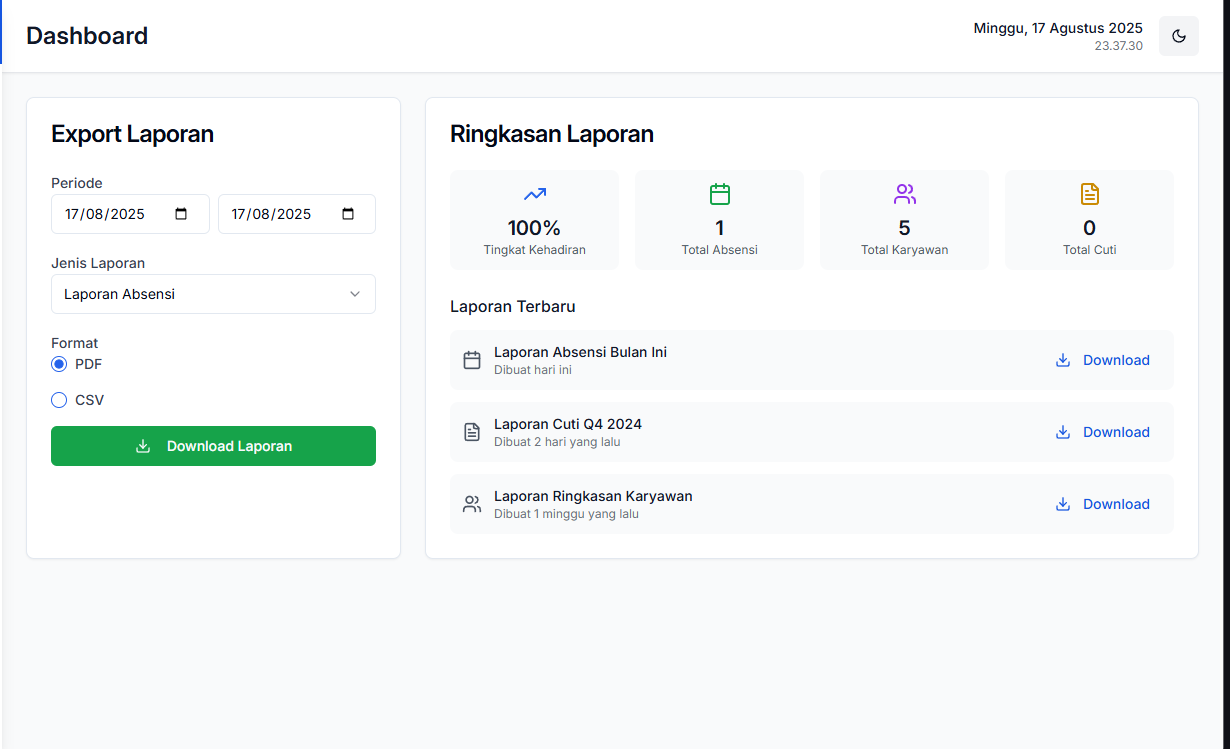 Dashboard
Minggu, 17 Agustus 2025
23.37.30
Export Laporan
Periode
17/08/2025
17/08/2025
Jenis Laporan
Laporan Absensi
Format
PDF
CSV
Download Laporan
Ringkasan Laporan
100%
Tingkat Kehadiran
1
Total Absensi
5
Total Karyawan
0
Total Cuti
Laporan Terbaru
Laporan Absensi Bulan Ini
Dibuat hari ini
Download
Laporan Cuti Q4 2024
Dibuat 2 hari yang lalu
Download
Laporan Ringkasan Karyawan
Dibuat 1 minggu yang lalu
Download